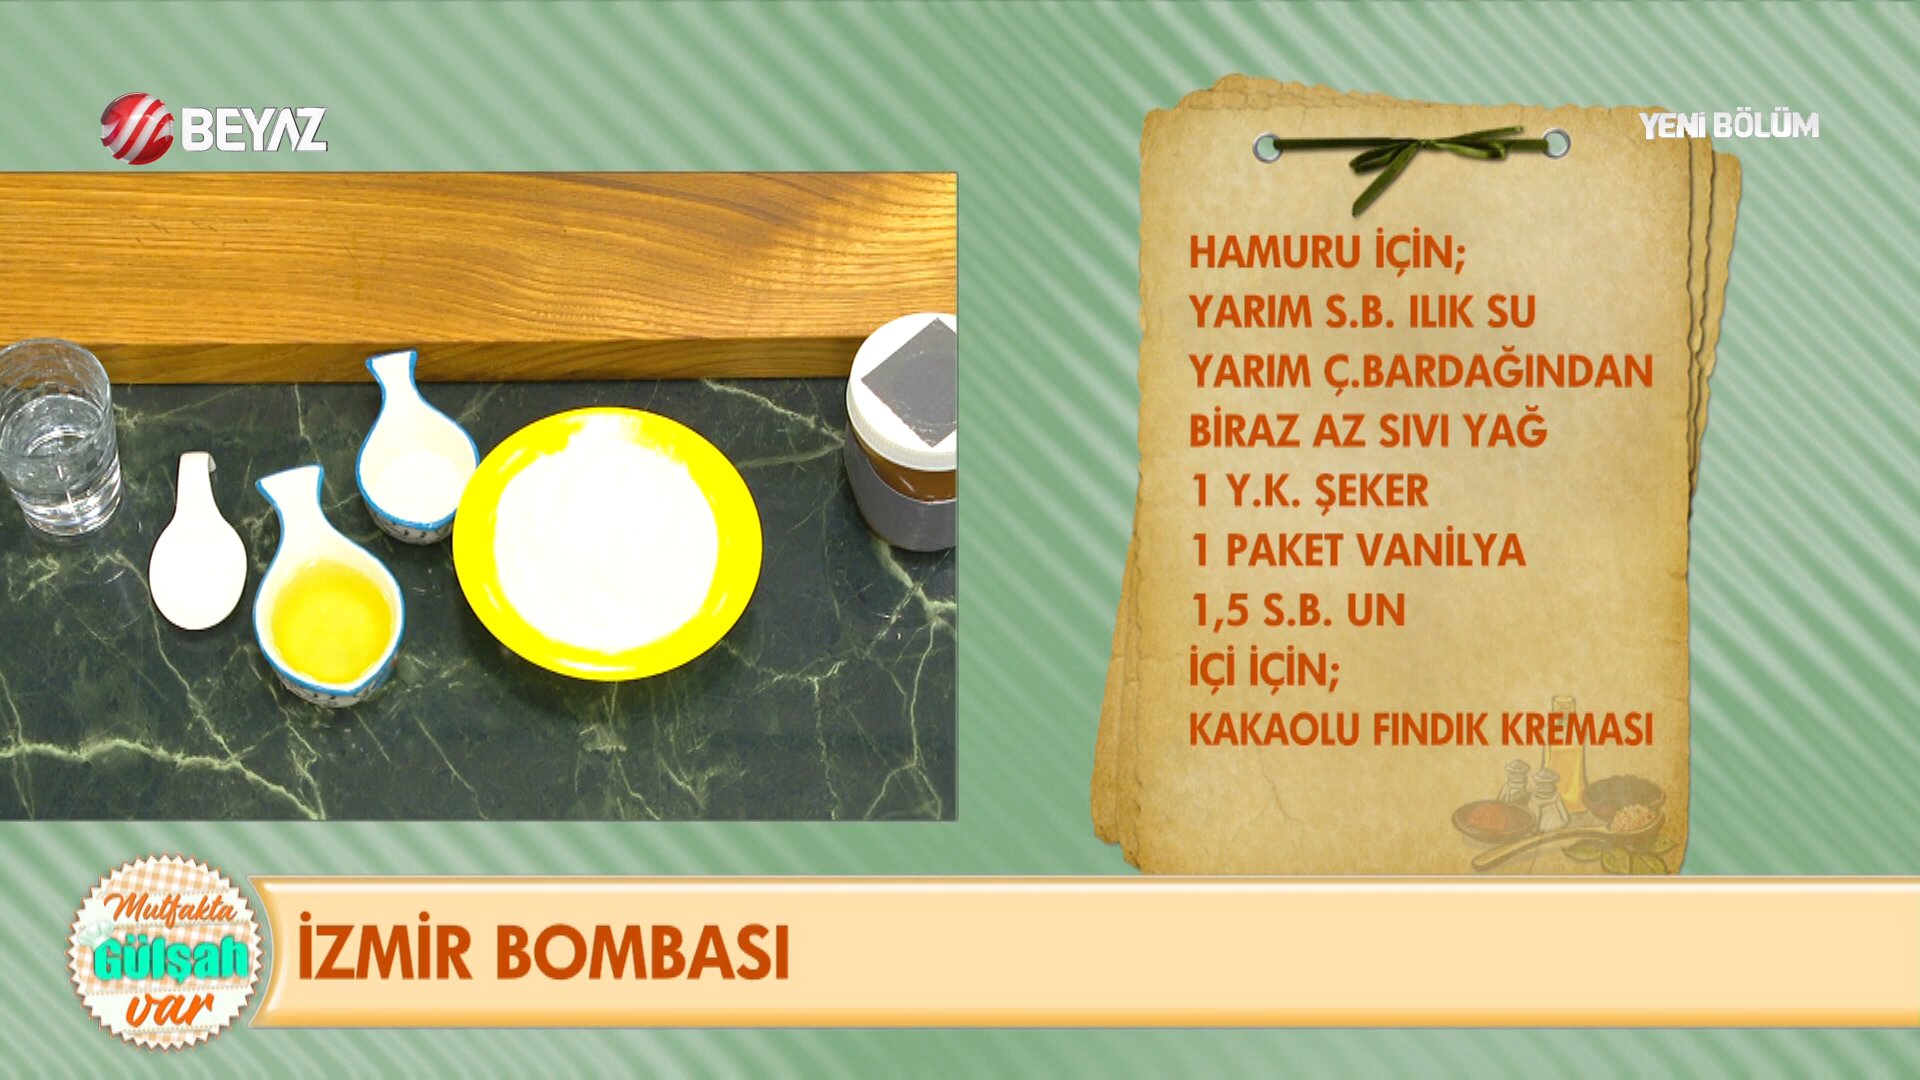 BEYAZ
YENİ BÖLÜM
HAMURU İÇİN;
YARIM S.B. ILIK SU
YARIM Ç.BARDAĞINDAN
BİRAZ AZ SIVI YAĞ
1 Y.K. ŞEKER
1 PAKET VANİLYA
1,5 S.B. UN
İÇİ İÇİN;
KAKAOLU FINDIK KREMASI
Mutfakta
Gülşah
var
İZMİR BOMBASI